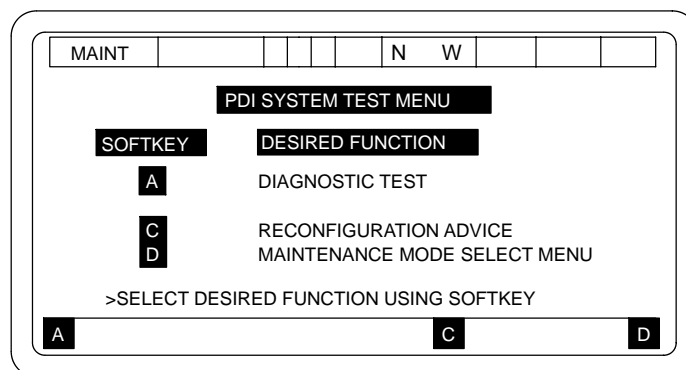 MAINT N W
PDI SYSTEM TEST MENU
SOFTKEY DESIRED FUNCTION
A DIAGNOSTIC TEST
C RECONFIGURATION ADVICE
D MAINTENANCE MODE SELECT MENU
>SELECT DESIRED FUNCTION USING SOFTKEY
A C D